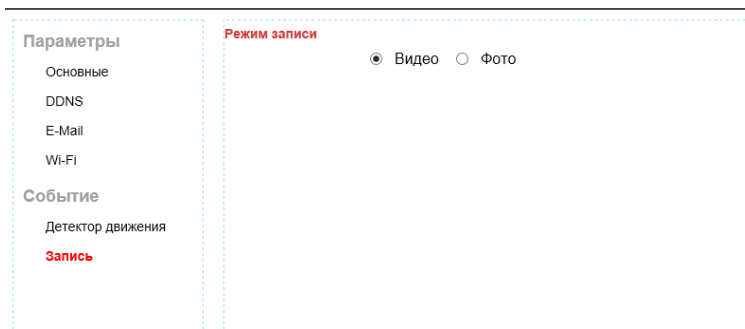 Параметры
Основные
DDNS
E-Mail
Wi-Fi
Событие
Детектор движения
Запись
Режим записи
Видео Фото